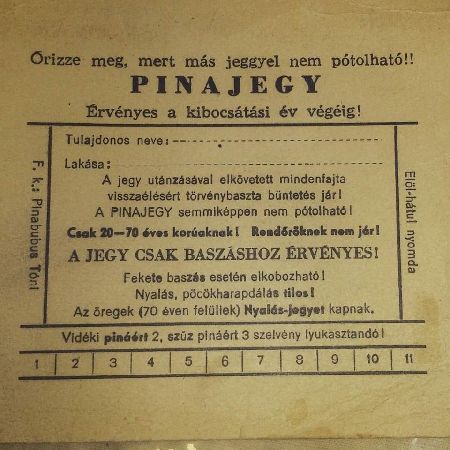 Őrizze meg, mert más jeggyel nem pótolható!!
PINAJEGY
Érvényes a kibocsátási év végéig!
F. k.: Pinabubus Tóni
Tulajdonos neve:
Lakása:
A jegy utánzásával elkövetett mindenfajta
visszaélésért törvénybaszta büntetés jár!
A PINAJEGY semmiképpen nem pótolható!
Csak 20—70 éves korúaknak! Rendőröknek nem jár!
A JEGY CSAK BASZÁSHOZ ÉRVÉNYES!
Fekete baszás esetén elkobozható!
Nyalás, pöcökharapdálás tilos!
Az öregek (70 éven felüliek) Nyalás-jegyet kapnak.
Elől-hátul nyomda
Vidéki pináért 2, szűz pináért 3 szelvény lyukasztandó!
1 2 3 4 5 6 7 8 9 10 11